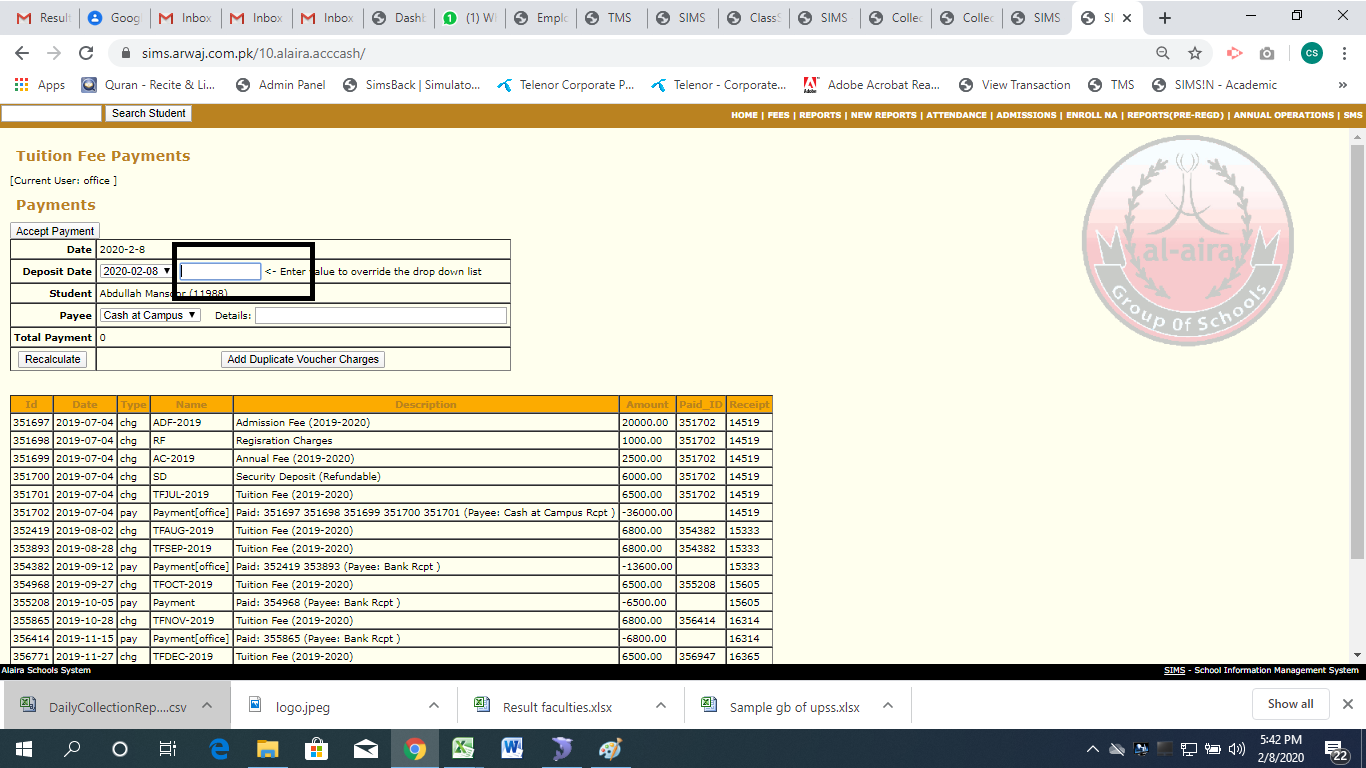 Result
Goog
Inbox
Inbox
Inbox
Dash
(1) W
Emplo
TMS
SIMS
ClassS
SIMS
Collec
Collec
SIMS
SI
sims.arwaj.com.pk/10.alaira.acccash/
CS
Apps
Quran - Recite & Li...
Admin Panel
SimsBack | Simulato...
Telenor Corporate P...
Telenor - Corporate...
Adobe Acrobat Rea...
View Transaction
TMS
SIMS!N - Academic
»
Search Student
HOME | FEES | REPORTS | NEW REPORTS | ATTENDANCE | ADMISSIONS | ENROLL NA | REPORTS(PRE-REGD) | ANNUAL OPERATIONS | SMS
Tuition Fee Payments
[Current User: office ]
Payments
Accept Payment
Date 2020-2-8
Deposit Date 2020-02-08 <- Enter value to override the drop down list
Student Abdullah Mansoor (11988)
Payee Cash at Campus Details:
Total Payment 0
Recalculate Add Duplicate Voucher Charges
al-aira
Group Of Schools
Id Date Type Name Description Amount Paid_ID Receipt
351697 2019-07-04 chg ADF-2019 Admission Fee (2019-2020) 20000.00 351702 14519
351698 2019-07-04 chg RF Regisration Charges 1000.00 351702 14519
351699 2019-07-04 chg AC-2019 Annual Fee (2019-2020) 2500.00 351702 14519
351700 2019-07-04 chg SD Security Deposit (Refundable) 6000.00 351702 14519
351701 2019-07-04 chg TFJUL-2019 Tuition Fee (2019-2020) 6500.00 351702 14519
351702 2019-07-04 pay Payment[office] Paid: 351697 351698 351699 351700 351701 (Payee: Cash at Campus Rcpt ) -36000.00 14519
352419 2019-08-02 chg TFAUG-2019 Tuition Fee (2019-2020) 6800.00 354382 15333
353893 2019-08-28 chg TFSEP-2019 Tuition Fee (2019-2020) 6800.00 354382 15333
354382 2019-09-12 pay Payment[office] Paid: 352419 353893 (Payee: Bank Rcpt ) -13600.00 15333
354968 2019-09-27 chg TFOCT-2019 Tuition Fee (2019-2020) 6500.00 355208 15605
355208 2019-10-05 pay Payment Paid: 354968 (Payee: Bank Rcpt ) -6500.00 15605
355865 2019-10-28 chg TFNOV-2019 Tuition Fee (2019-2020) 6800.00 356414 16314
356414 2019-11-15 pay Payment[office] Paid: 355865 (Payee: Bank Rcpt ) -6800.00 16314
356771 2019-11-27 chg TFDEC-2019 Tuition Fee (2019-2020) 6500.00 356947 16365
Alaira Schools System
SIMS - School Information Management System
DailyCollectionRep....csv
logo.jpeg
Result faculties.xlsx
Sample gb of upss.xlsx
Show all
5:42 PM
2/8/2020
22